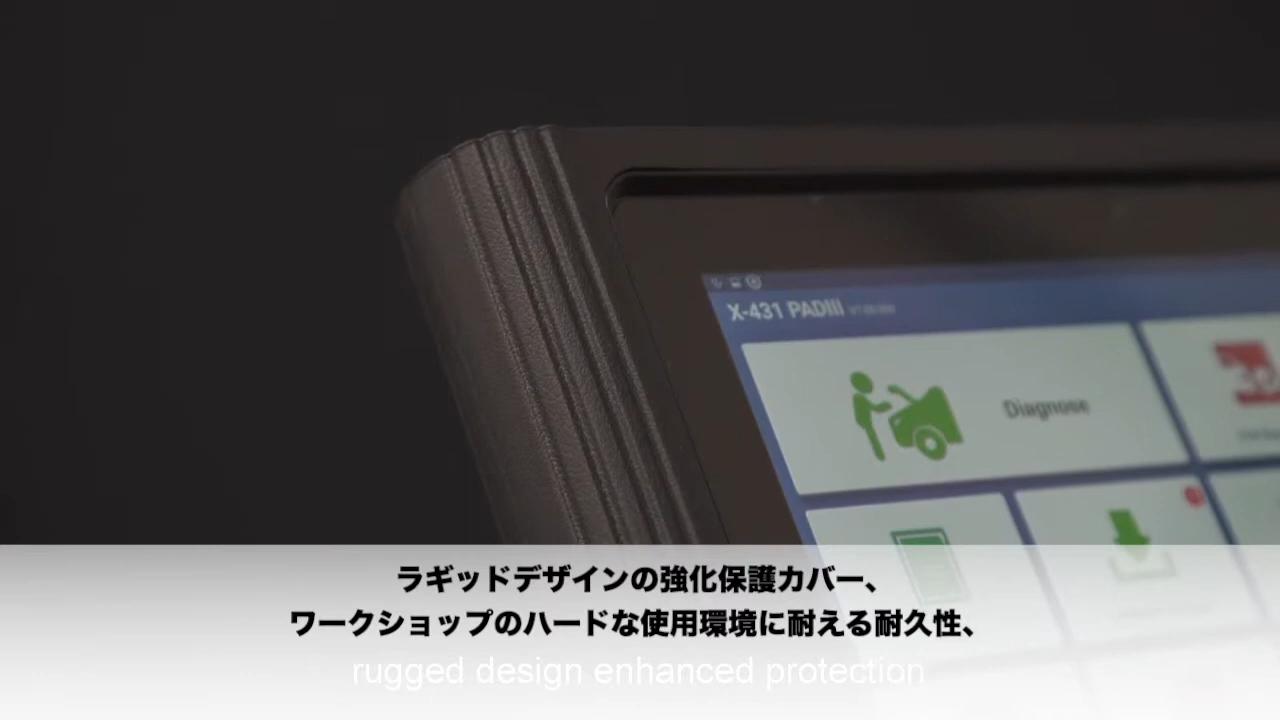 X-431 PADIII
Diagnose
ラギッドデザインの強化保護カバー、
ワークショップのハードな使用環境に耐える耐久性、
rugged design enhanced protection